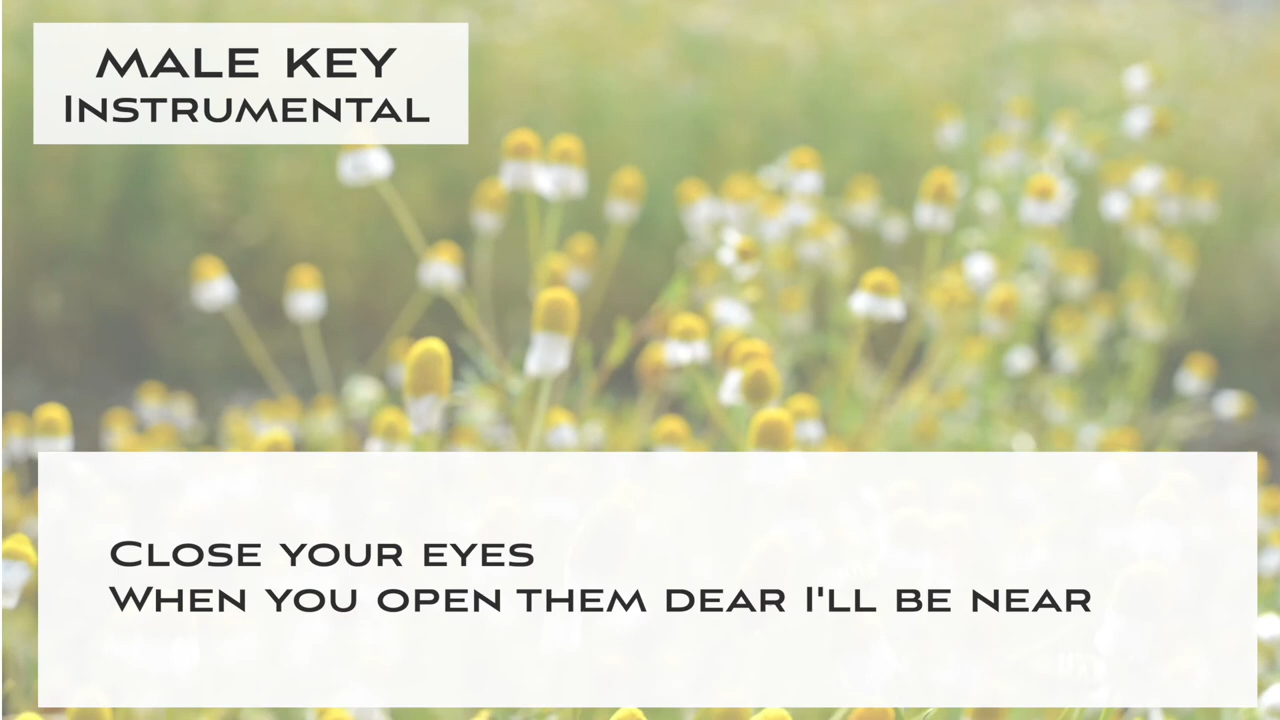 MALE KEY
INSTRUMENTAL
CLOSE YOUR EYES
WHEN YOU OPEN THEM DEAR I'LL BE NEAR